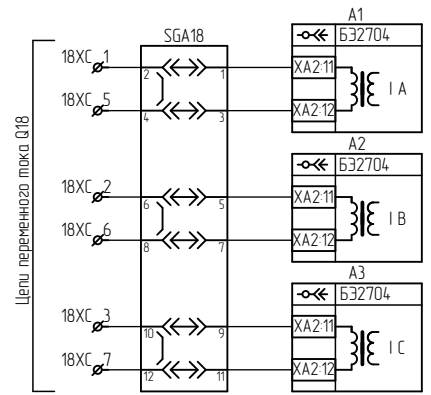 Цепи переменного тока Q18
SGA18
A1
БЭ2704
18XC 1
2 1
XA2:11
I A
18XC 5
4 3
XA2:12
A2
БЭ2704
18XC 2
6 5
XA2:11
I B
18XC 6
8 7
XA2:12
A3
БЭ2704
18XC 3
10 9
XA2:11
I C
18XC 7
12 11
XA2:12